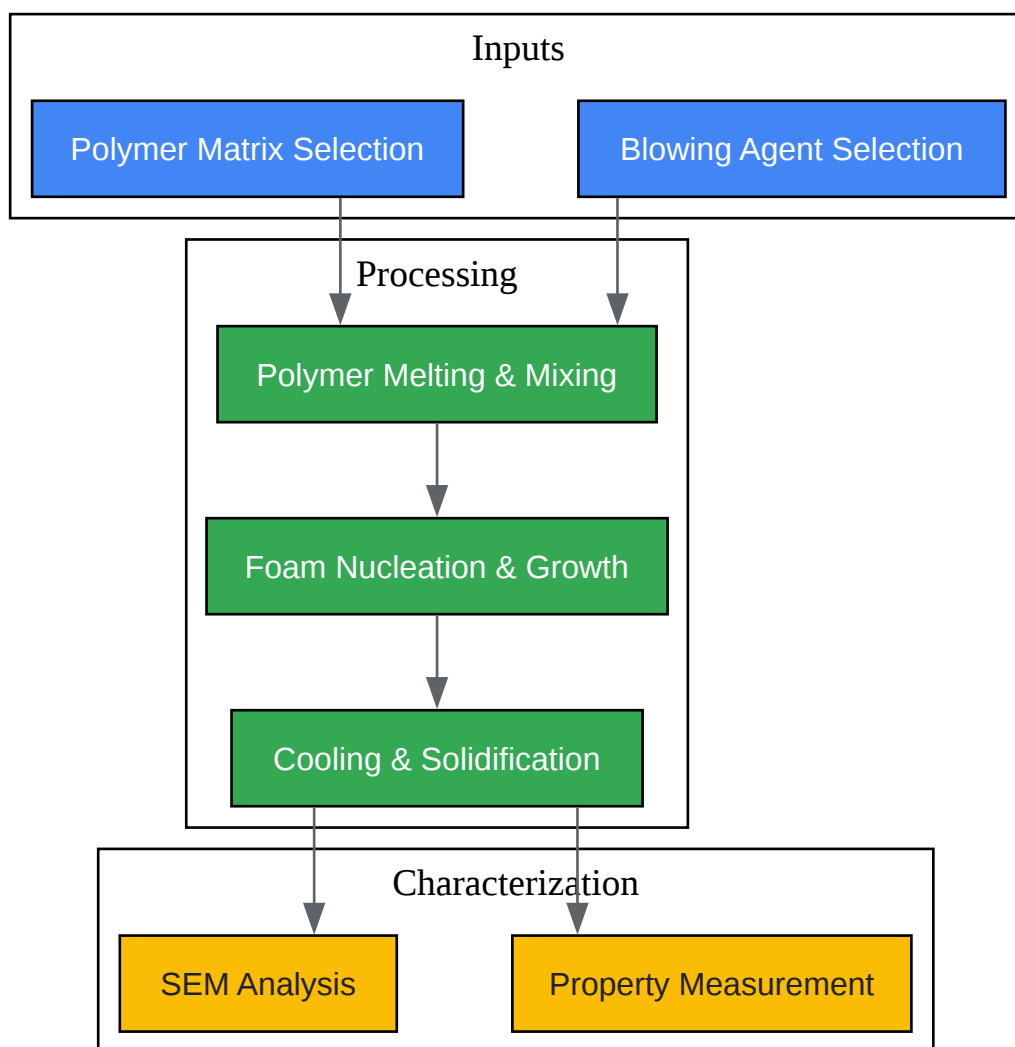 Inputs
Polymer Matrix Selection
Blowing Agent Selection
Processing
Polymer Melting & Mixing
Foam Nucleation & Growth
Cooling & Solidification
Characterization
SEM Analysis
Property Measurement